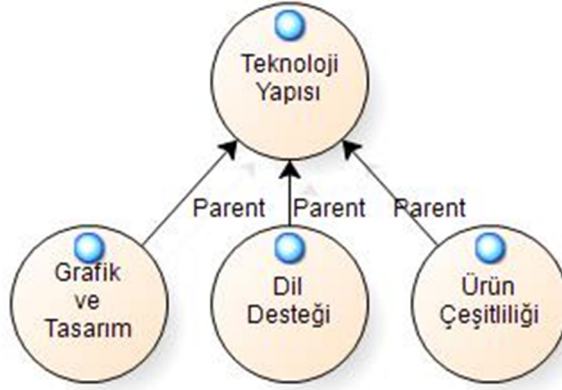 Teknoloji
Yapısı
Parent
Parent
Parent
Grafik
ve
Tasarım
Dil
Desteği
Ürün
Çeşitliliği